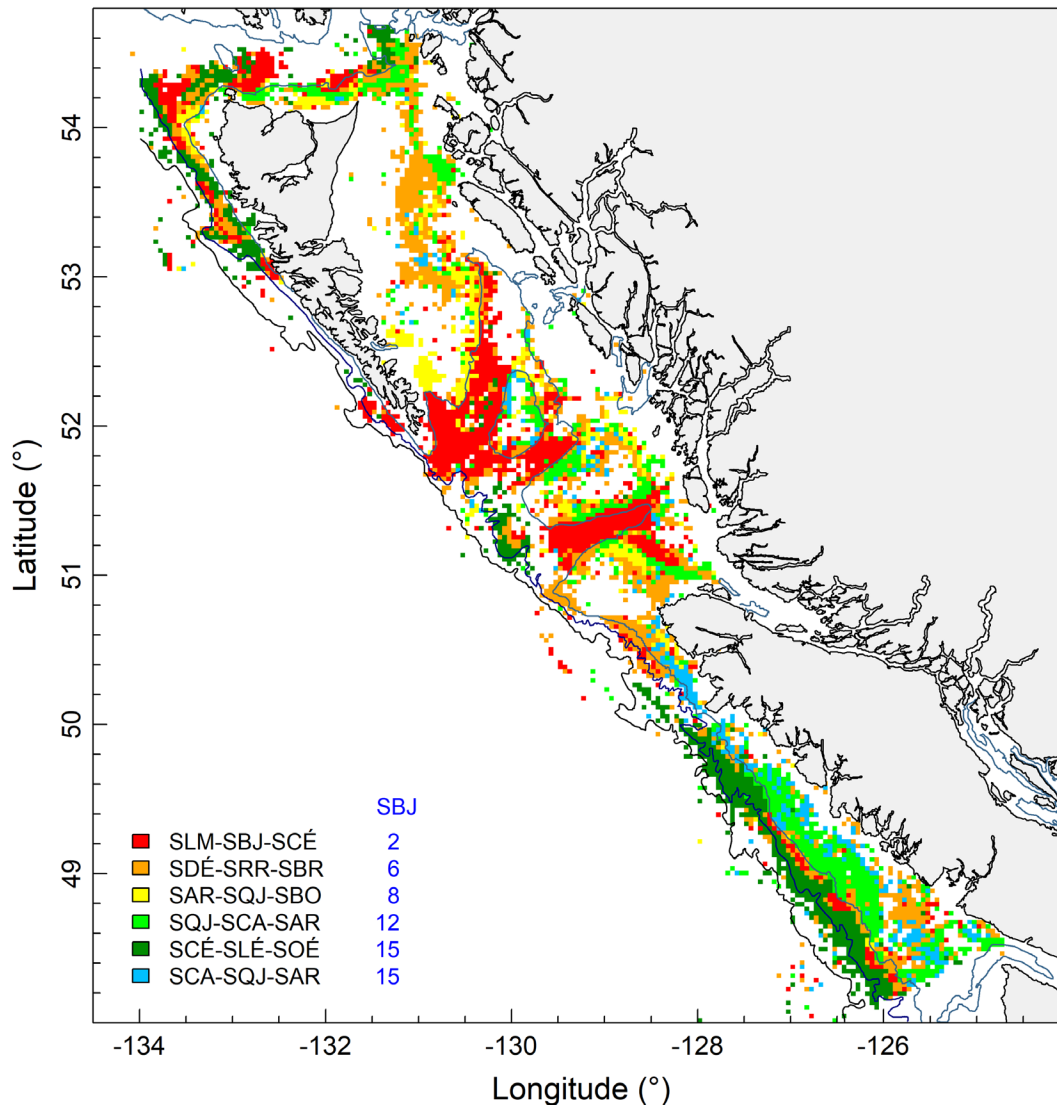 54
53
52
51
50
49
Latitude (°)
SBJ
SLM-SBJ-SCÉ 2
SDÉ-SRR-SBR 6
SAR-SQJ-SBO 8
SQJ-SCA-SAR 12
SCÉ-SLÉ-SOÉ 15
SCA-SQJ-SAR 15
-134 -132 -130 -128 -126
Longitude (°)